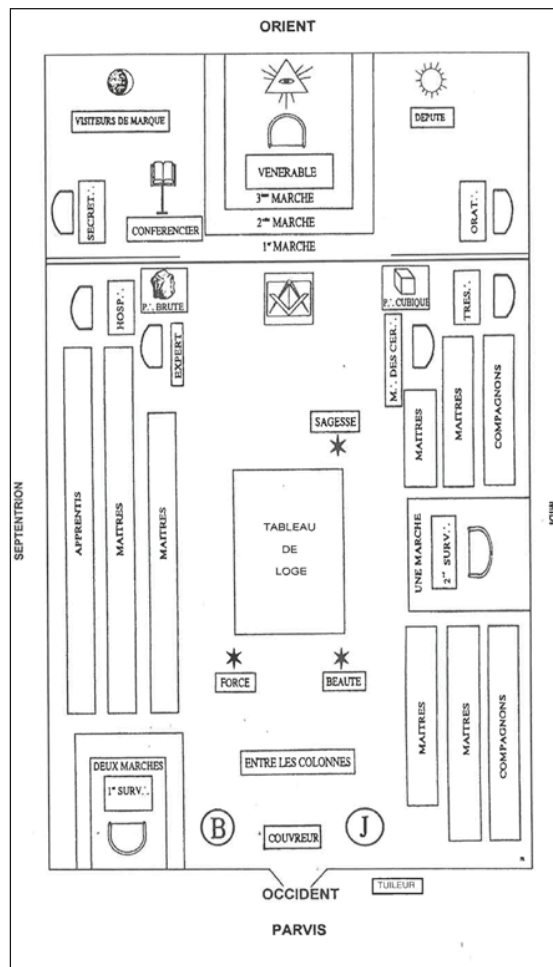 ORIENT
VISITEURS DE MARQUE
DEPUTE
VENERABLE
3ème MARCHE
2ème MARCHE
1er MARCHE
SECRET∴
CONFERENCIER
ORAT∴
HOSP∴
P∴ BRUTE
P∴ CUBIQUE
TRES∴
EXPERT
M∴ DES CER∴
SAGESSE
MAITRES
MAITRES
COMPAGNONS
SEPTENTRION
APPRENTIS
MAITRES
MAITRES
TABLEAU
DE
LOGE
UNE MARCHE
2nd SURV∴
MIDI
FORCE
BEAUTE
MAITRES
MAITRES
COMPAGNONS
DEUX MARCHES
1er SURV∴
ENTRE LES COLONNES
B
J
COUVREUR
OCCIDENT
TUILEUR
PARVIS